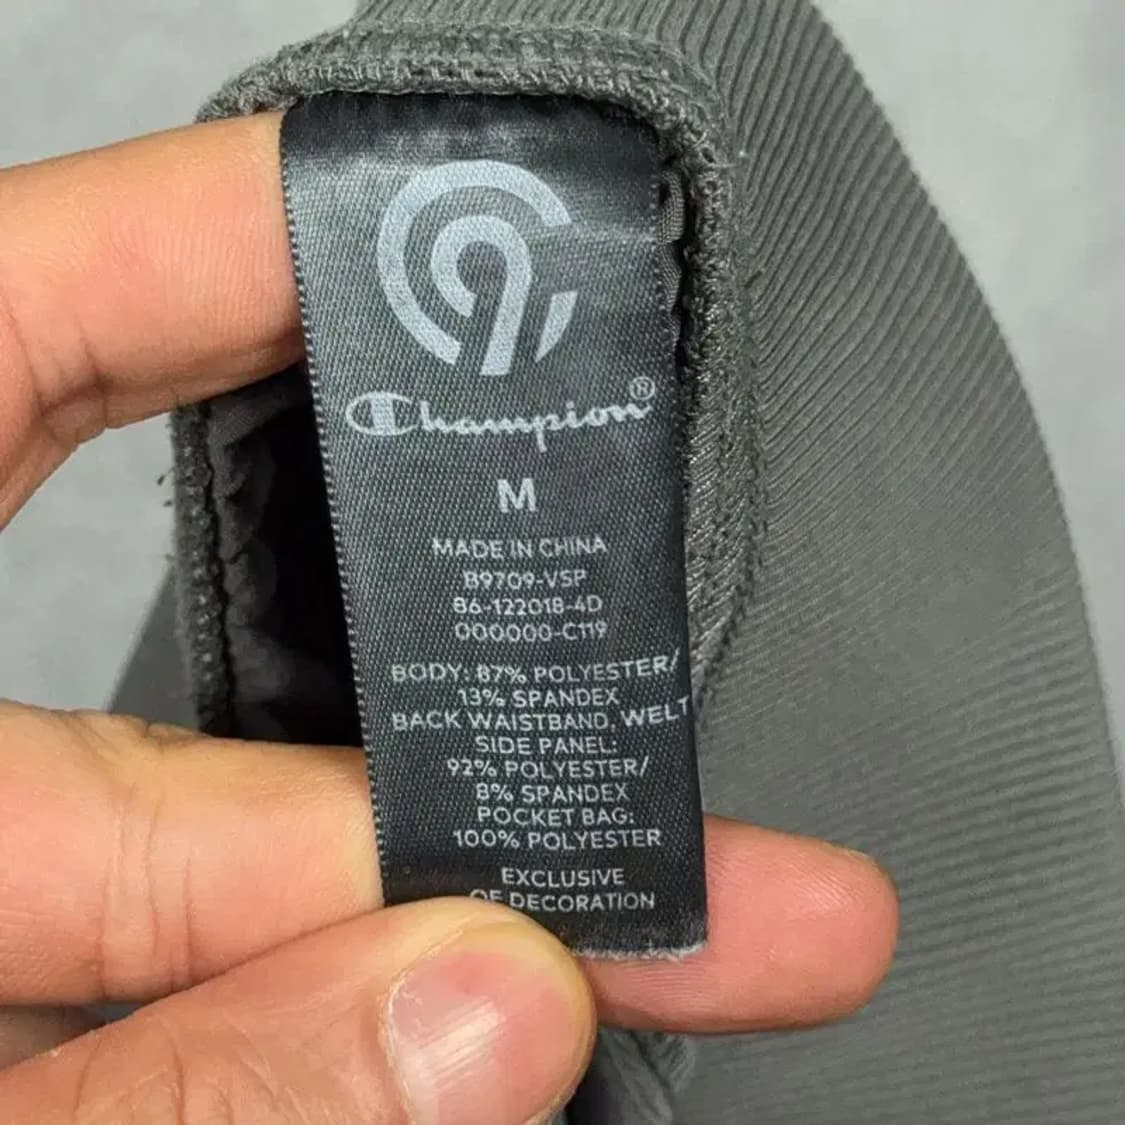 C9
Champion®
M
MADE IN CHINA
B9709-VSP
86-122018-4D
000000-C119
BODY: 87% POLYESTER/
13% SPANDEX
BACK WAISTBAND, WELT
SIDE PANEL:
92% POLYESTER/
8% SPANDEX
POCKET BAG:
100% POLYESTER
EXCLUSIVE
OF DECORATION